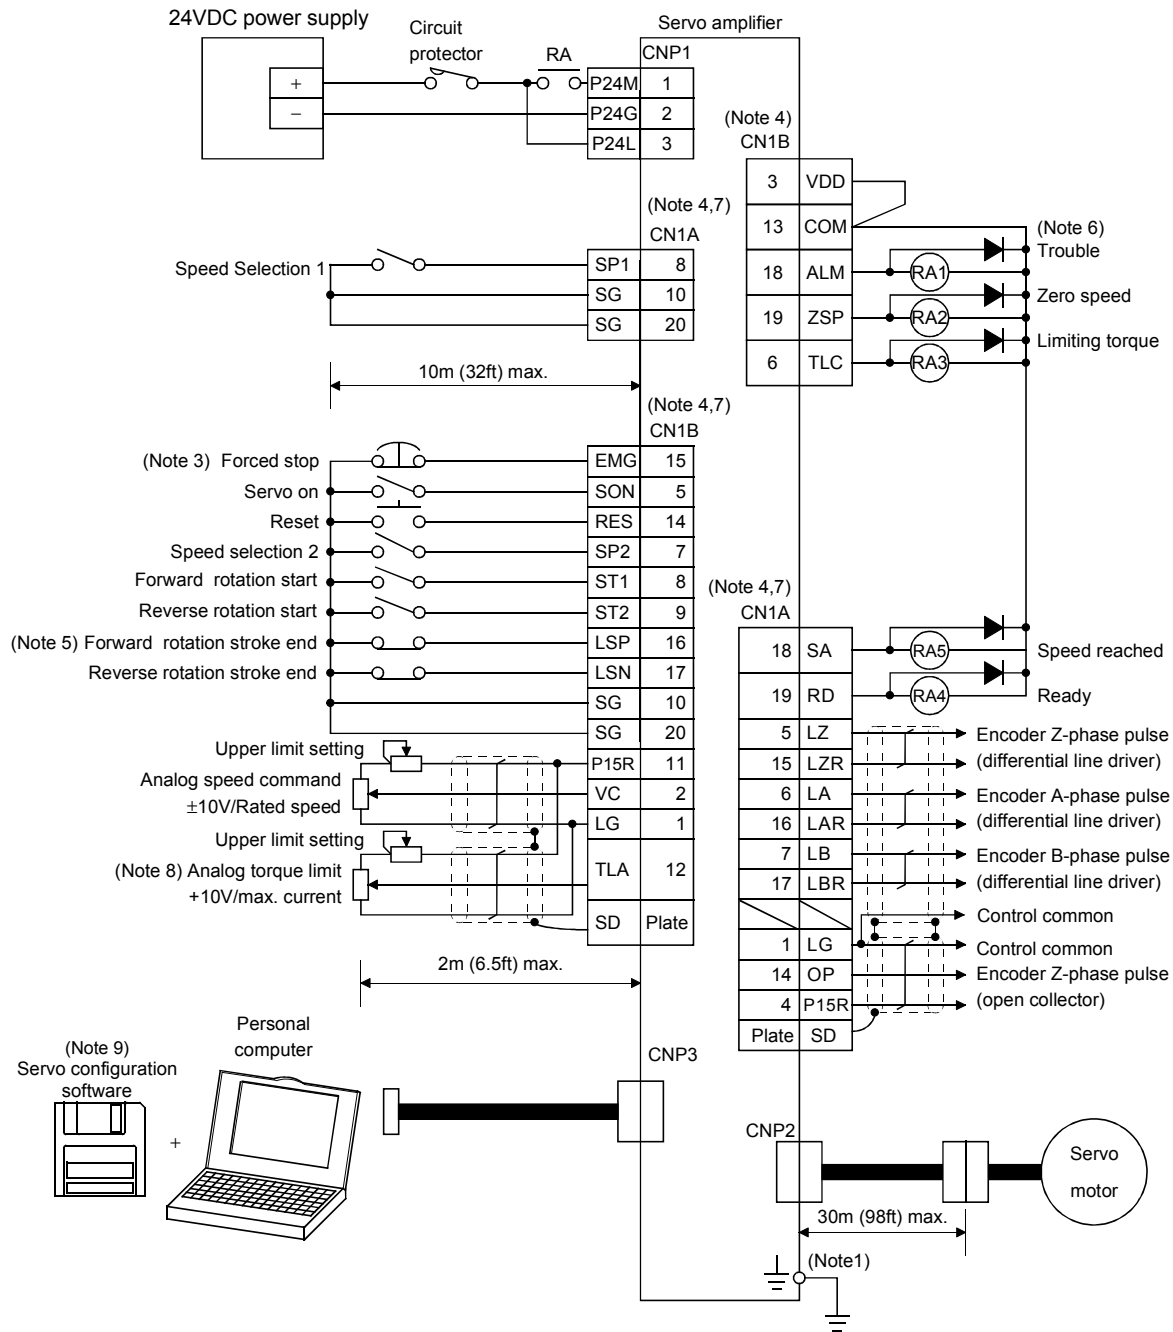 24VDC power supply
Circuit
protector
RA
Servo amplifier
CNP1
+
P24M 1
−
P24G 2
P24L 3
(Note 4)
CN1B
3 VDD
13 COM
(Note 6)
Trouble
18 ALM RA1
Zero speed
19 ZSP RA2
Limiting torque
6 TLC RA3
(Note 4,7)
CN1A
Speed Selection 1
SP1 8
SG 10
SG 20
10m (32ft) max.
(Note 4,7)
CN1B
(Note 3) Forced stop
EMG 15
Servo on
SON 5
Reset
RES 14
Speed selection 2
SP2 7
Forward rotation start
ST1 8
Reverse rotation start
ST2 9
(Note 5) Forward rotation stroke end
LSP 16
Reverse rotation stroke end
LSN 17
SG 10
SG 20
Upper limit setting
P15R 11
Analog speed command
±10V/Rated speed
VC 2
LG 1
Upper limit setting
(Note 8) Analog torque limit
+10V/max. current
TLA 12
SD Plate
2m (6.5ft) max.
(Note 4,7)
CN1A
18 SA RA5 Speed reached
19 RD RA4 Ready
5 LZ Encoder Z-phase pulse
15 LZR (differential line driver)
6 LA Encoder A-phase pulse
16 LAR (differential line driver)
7 LB Encoder B-phase pulse
17 LBR (differential line driver)
Control common
1 LG Control common
14 OP Encoder Z-phase pulse
4 P15R (open collector)
Plate SD
(Note 9)
Servo configuration
software
+
Personal
computer
CNP3
CNP2
Servo
motor
30m (98ft) max.
(Note1)